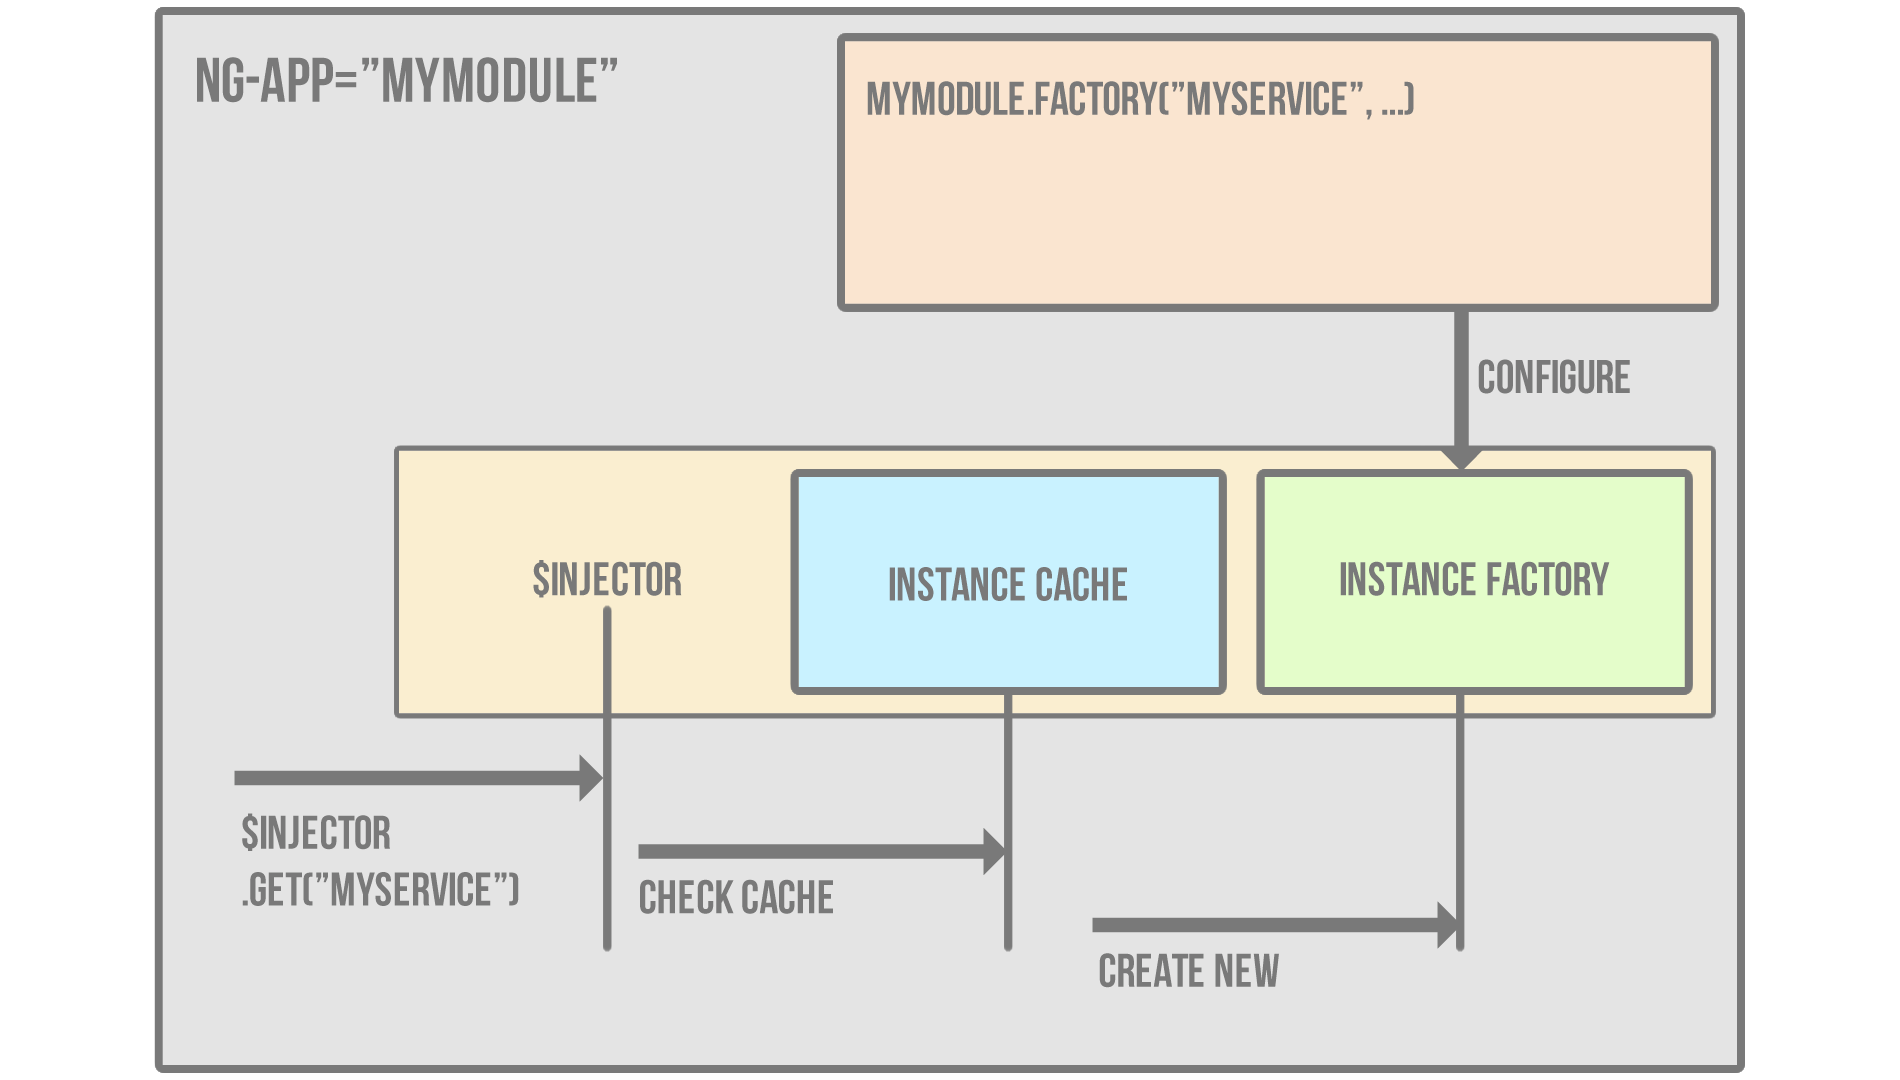 NG-APP=”MYMODULE”
MYMODULE.FACTORY(”MYSERVICE”, ...)
CONFIGURE
$INJECTOR
INSTANCE CACHE
INSTANCE FACTORY
$INJECTOR
.GET(”MYSERVICE”)
CHECK CACHE
CREATE NEW